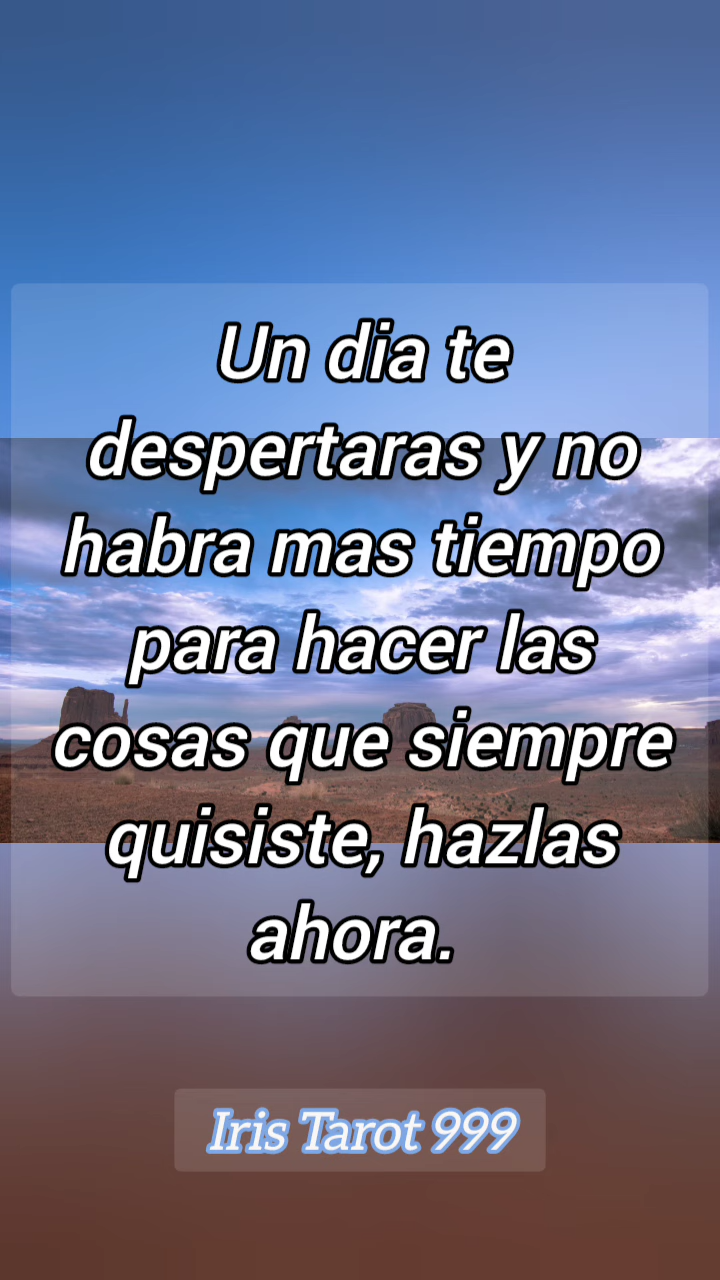 Un dia te
despertaras y no
habra mas tiempo
para hacer las
cosas que siempre
quisiste, hazlas
ahora.
Iris Tarot 999